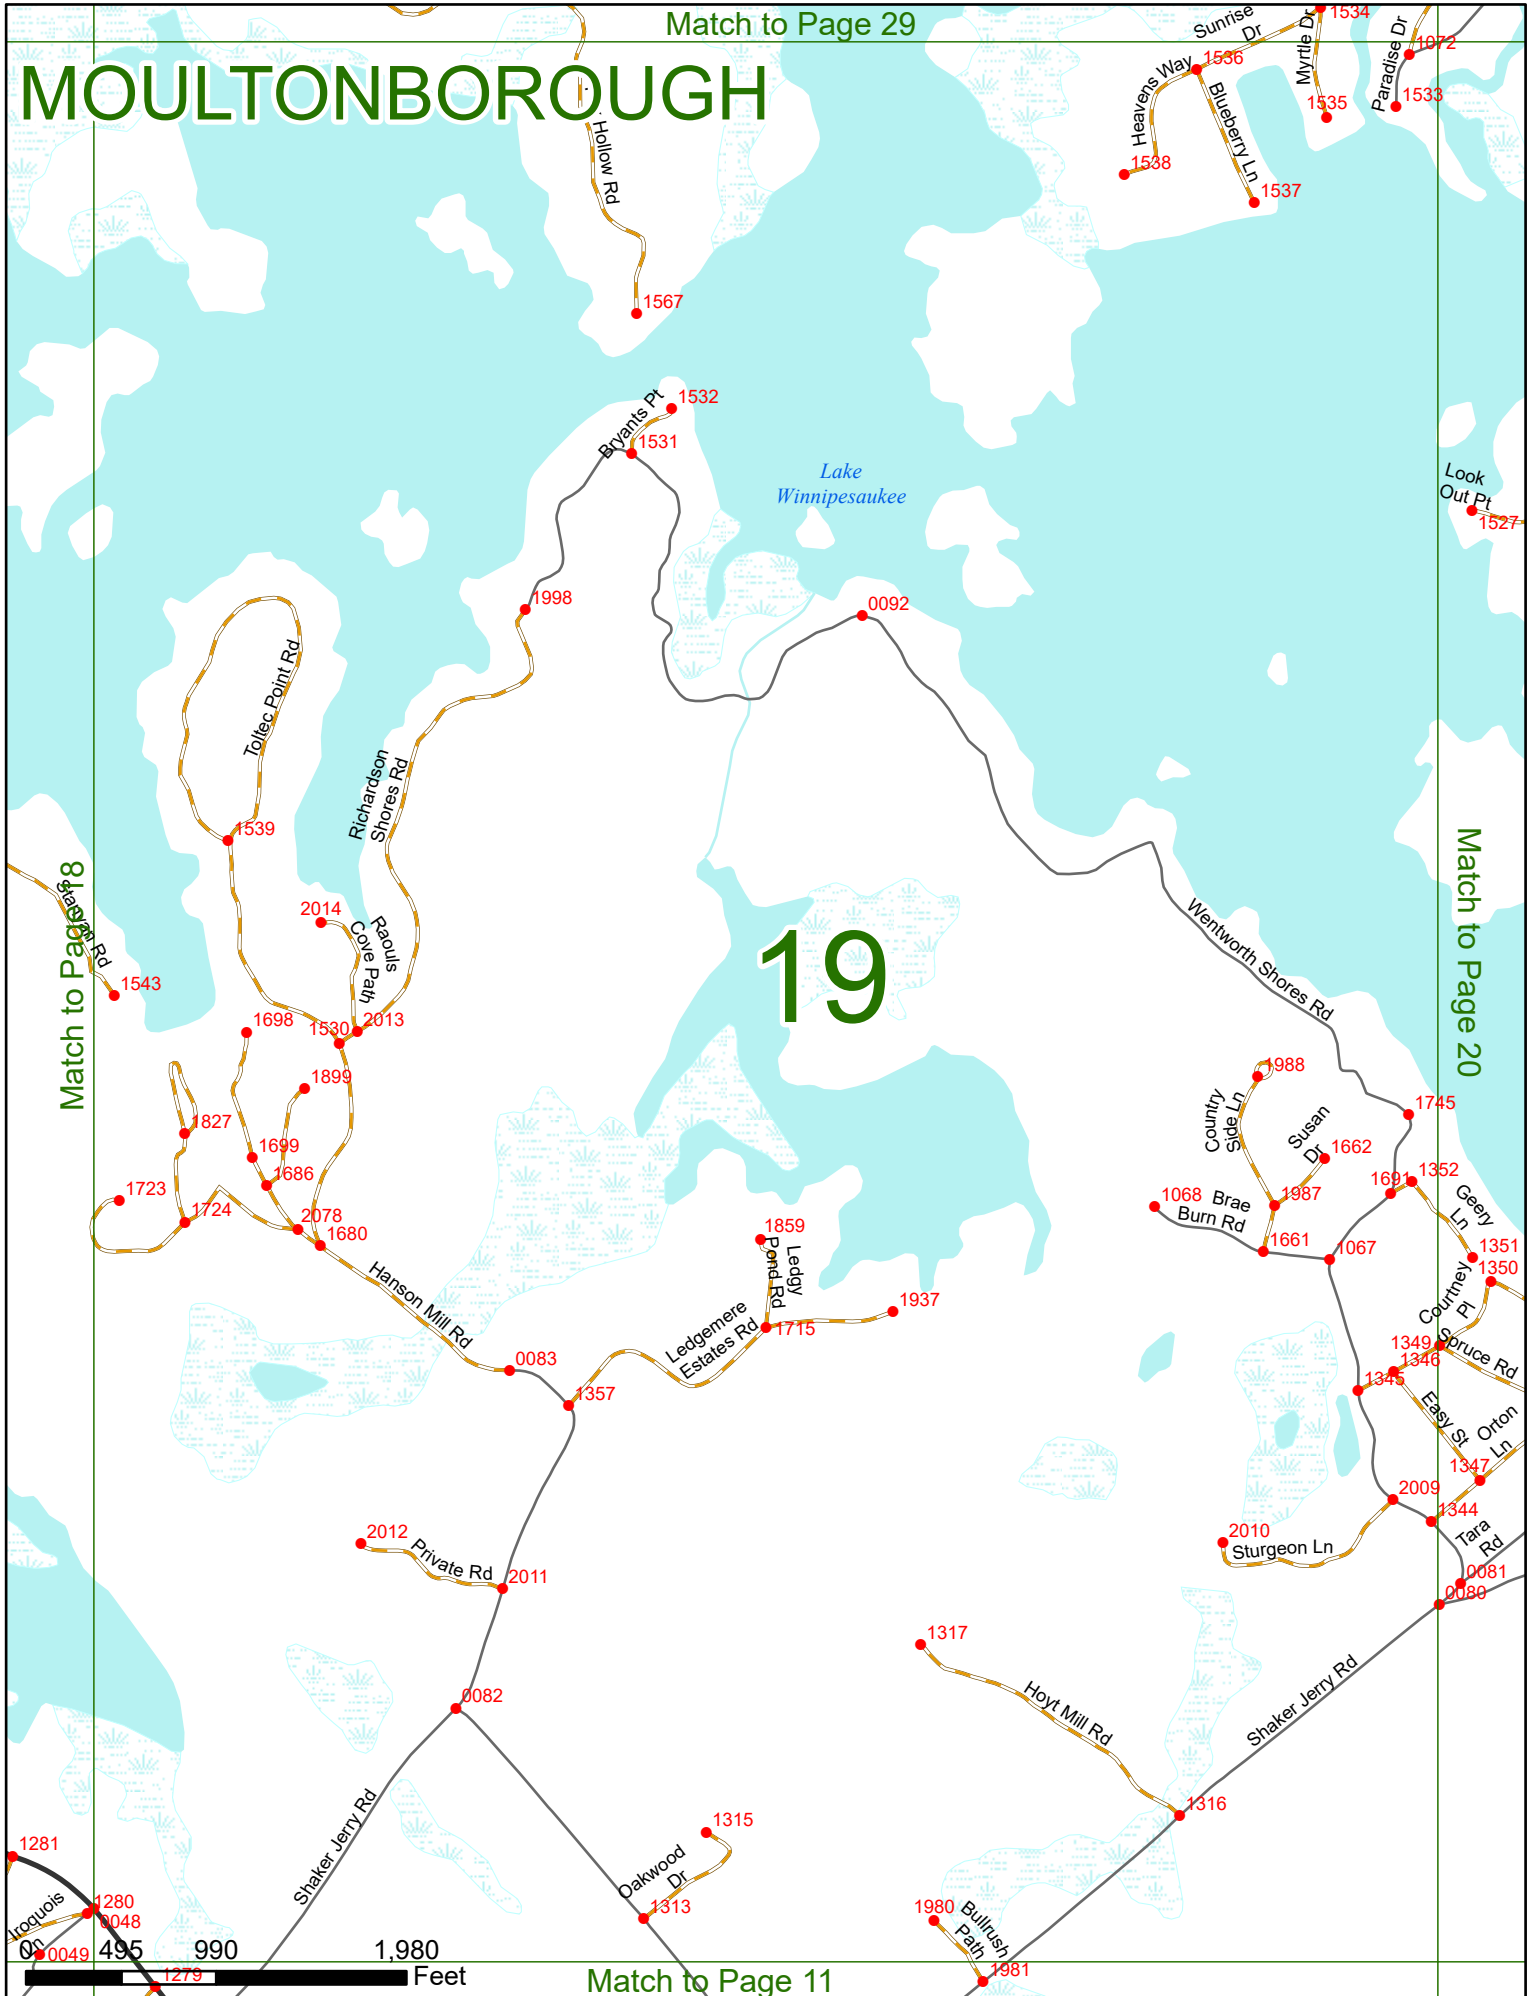 Match to Page 29
MOULTONBOROUGH
Sunrise
Dr
1534
Myrtle Dr
Paradise Dr
1072
1536
Heavens Way
Blueberry Ln
1535
1533
Hollow Rd
1538
1537
1567
1532
Bryants Pt
1531
Lake
Winnipesaukee
Look
Out Pt
1527
1998
0092
Toltec Point Rd
Richardson
Shores Rd
1539
Match to Page 18
Match to Page 20
2014
Raouls
Cove Path
Wentworth Shores Rd
19
1543
1698
1530
2013
1899
1988
Country
Side Ln
Susan
Dr
1745
1827
1699
1662
1686
1352
1691
1723
1068
Brae
Burn Rd
1987
Geery
Ln
1724
2078
1680
1859
Ledgy
Pond Rd
1661
1067
1351
1350
Hanson Mill Rd
1937
Courtney
Pl
Ledgemere
Estates Rd
1715
1349
Spruce Rd
0083
1346
1345
1357
Easy St
Orton
Ln
1347
2009
1344
2012
Private Rd
2010
Sturgeon Ln
Tara
Rd
2011
0081
0080
1317
Hoyt Mill Rd
Shaker Jerry Rd
0082
Shaker Jerry Rd
1316
1315
Oakwood
Dr
1281
1313
1280
0048
Iroquois
Ln
1980
Bullrush
Path
0049
0 495 990 1,980
Feet
1279
Match to Page 11
1981